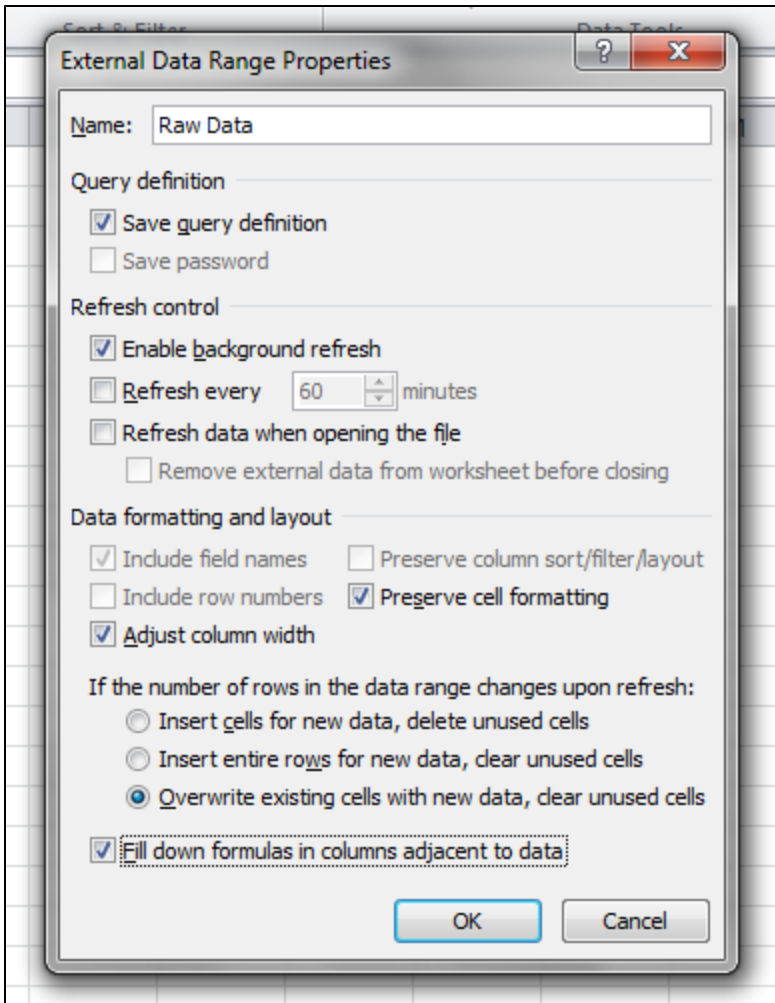 Sort & Filter Data Tools
External Data Range Properties
Name: Raw Data
Query definition
Save query definition
Save password
Refresh control
Enable background refresh
Refresh every 60 minutes
Refresh data when opening the file
Remove external data from worksheet before closing
Data formatting and layout
Include field names Preserve column sort/filter/layout
Include row numbers Preserve cell formatting
Adjust column width
If the number of rows in the data range changes upon refresh:
Insert cells for new data, delete unused cells
Insert entire rows for new data, clear unused cells
Overwrite existing cells with new data, clear unused cells
Fill down formulas in columns adjacent to data
OK Cancel